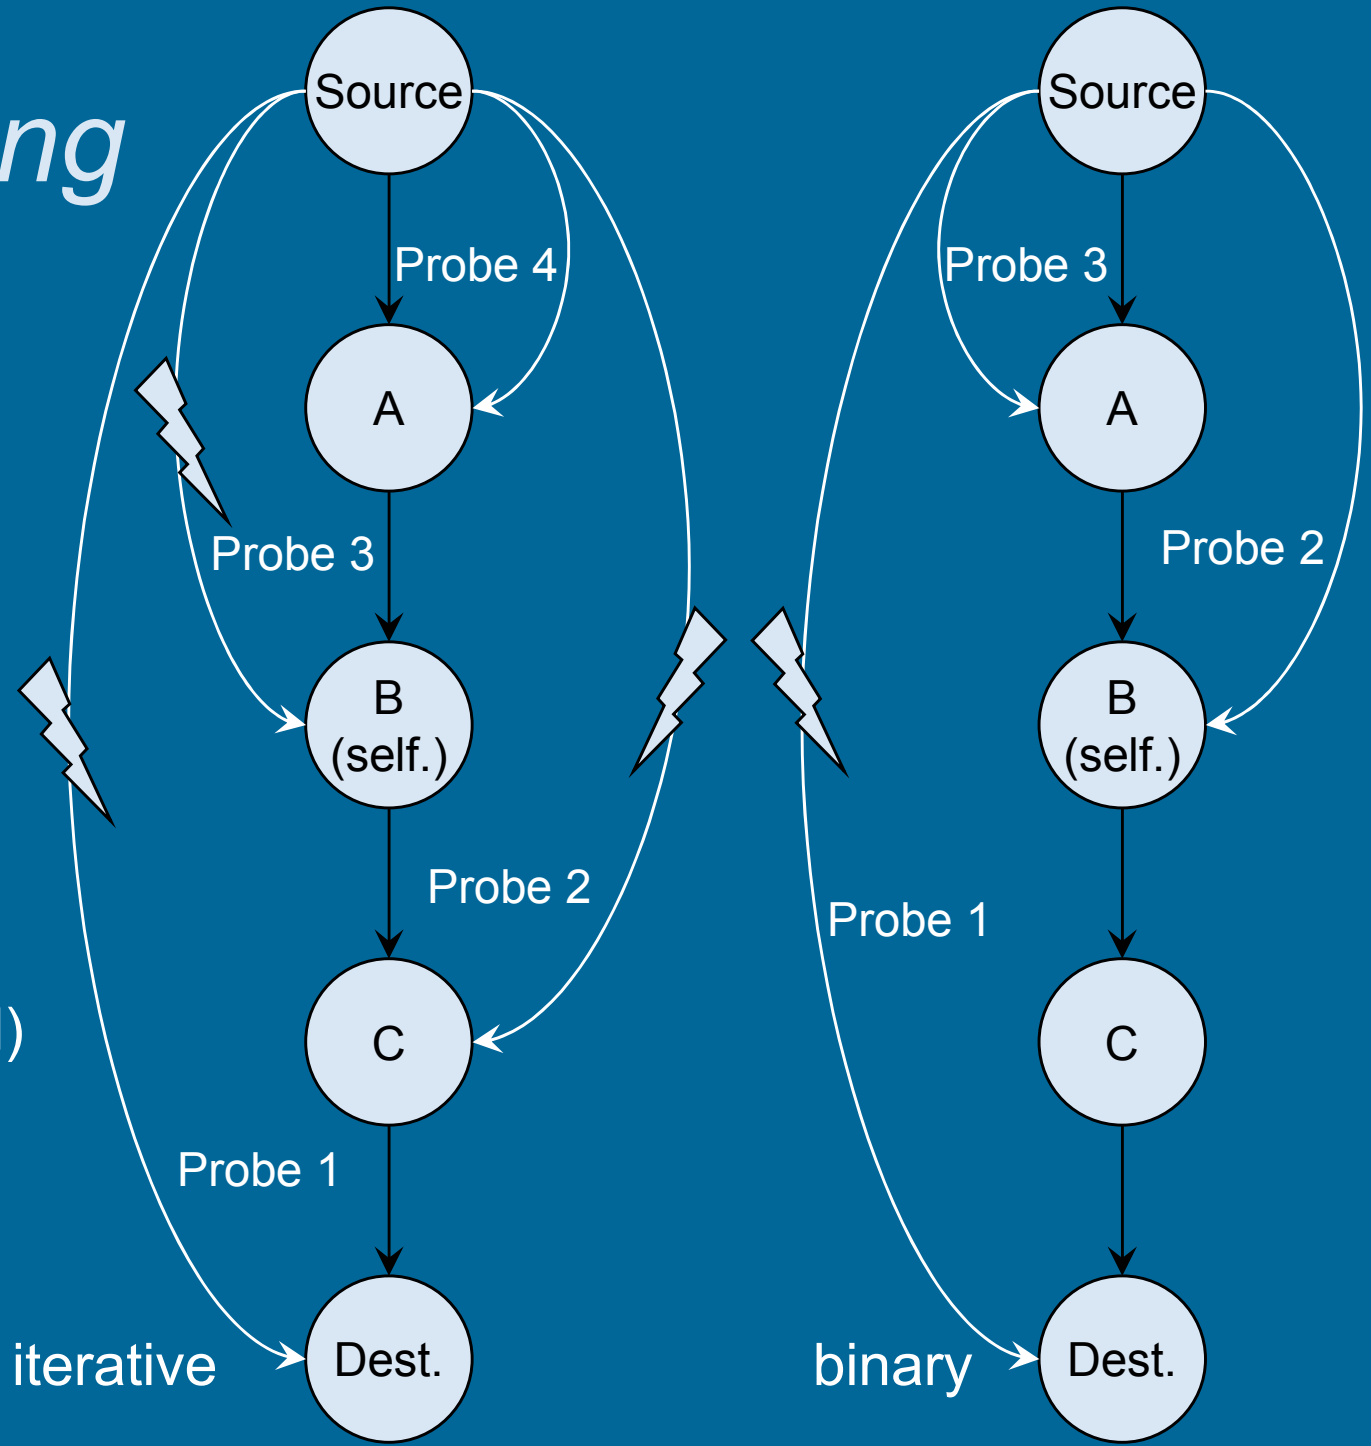 Source
Source
ng
Probe 4
Probe 3
A
A
Probe 3
Probe 2
B
(self.)
B
(self.)
Probe 2
Probe 1
)
C
C
Probe 1
iterative
Dest.
binary
Dest.